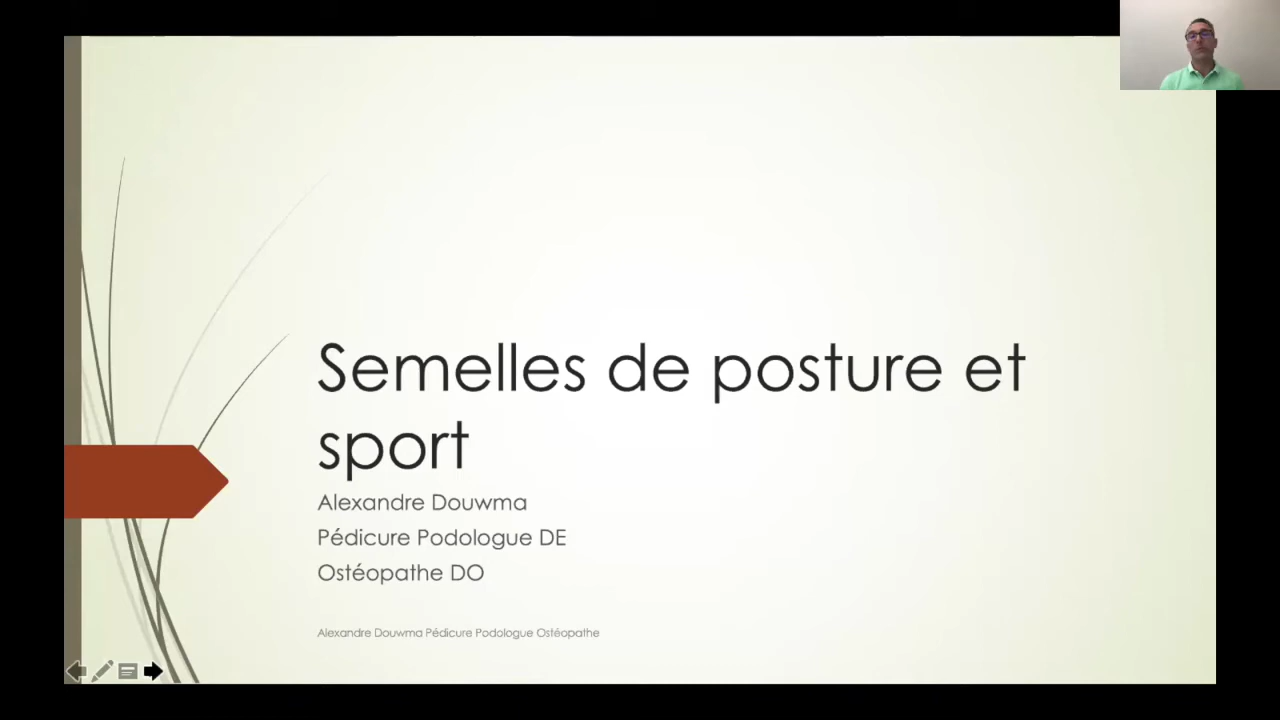 Semelles de posture et
sport
Alexandre Douwma
Pédicure Podologue DE
Ostéopathe DO
Alexandre Douwma Pédicure Podologue Ostéopathe